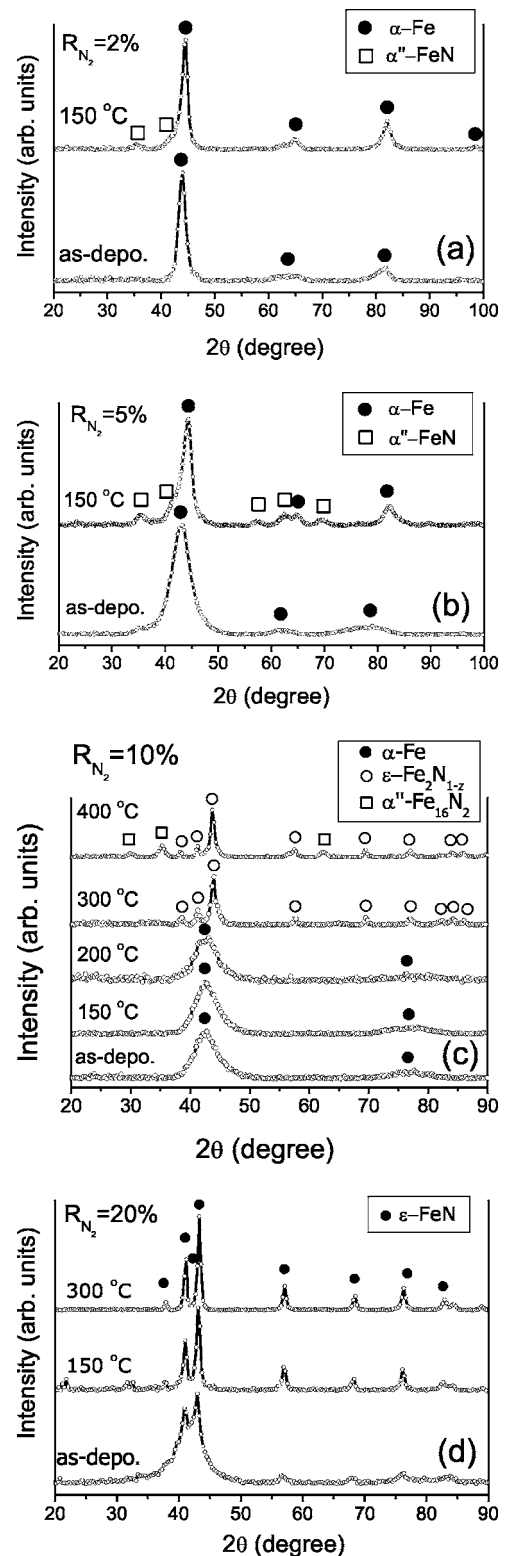 R_N₂=2%
● α-Fe
□ α''-FeN
150 °C
as-depo.
(a)
Intensity (arb. units)
20 30 40 50 60 70 80 90 100
2θ (degree)
R_N₂=5%
● α-Fe
□ α''-FeN
150 °C
as-depo.
(b)
Intensity (arb. units)
20 30 40 50 60 70 80 90 100
2θ (degree)
R_N₂=10%
● α-Fe
○ ε-Fe₂N₁₋z
□ α''-Fe₁₆N₂
400 °C
300 °C
200 °C
150 °C
as-depo.
(c)
Intensity (arb. units)
20 30 40 50 60 70 80 90
2θ (degree)
R_N₂=20%
● ε-FeN
300 °C
150 °C
as-depo.
(d)
Intensity (arb. units)
20 30 40 50 60 70 80 90
2θ (degree)